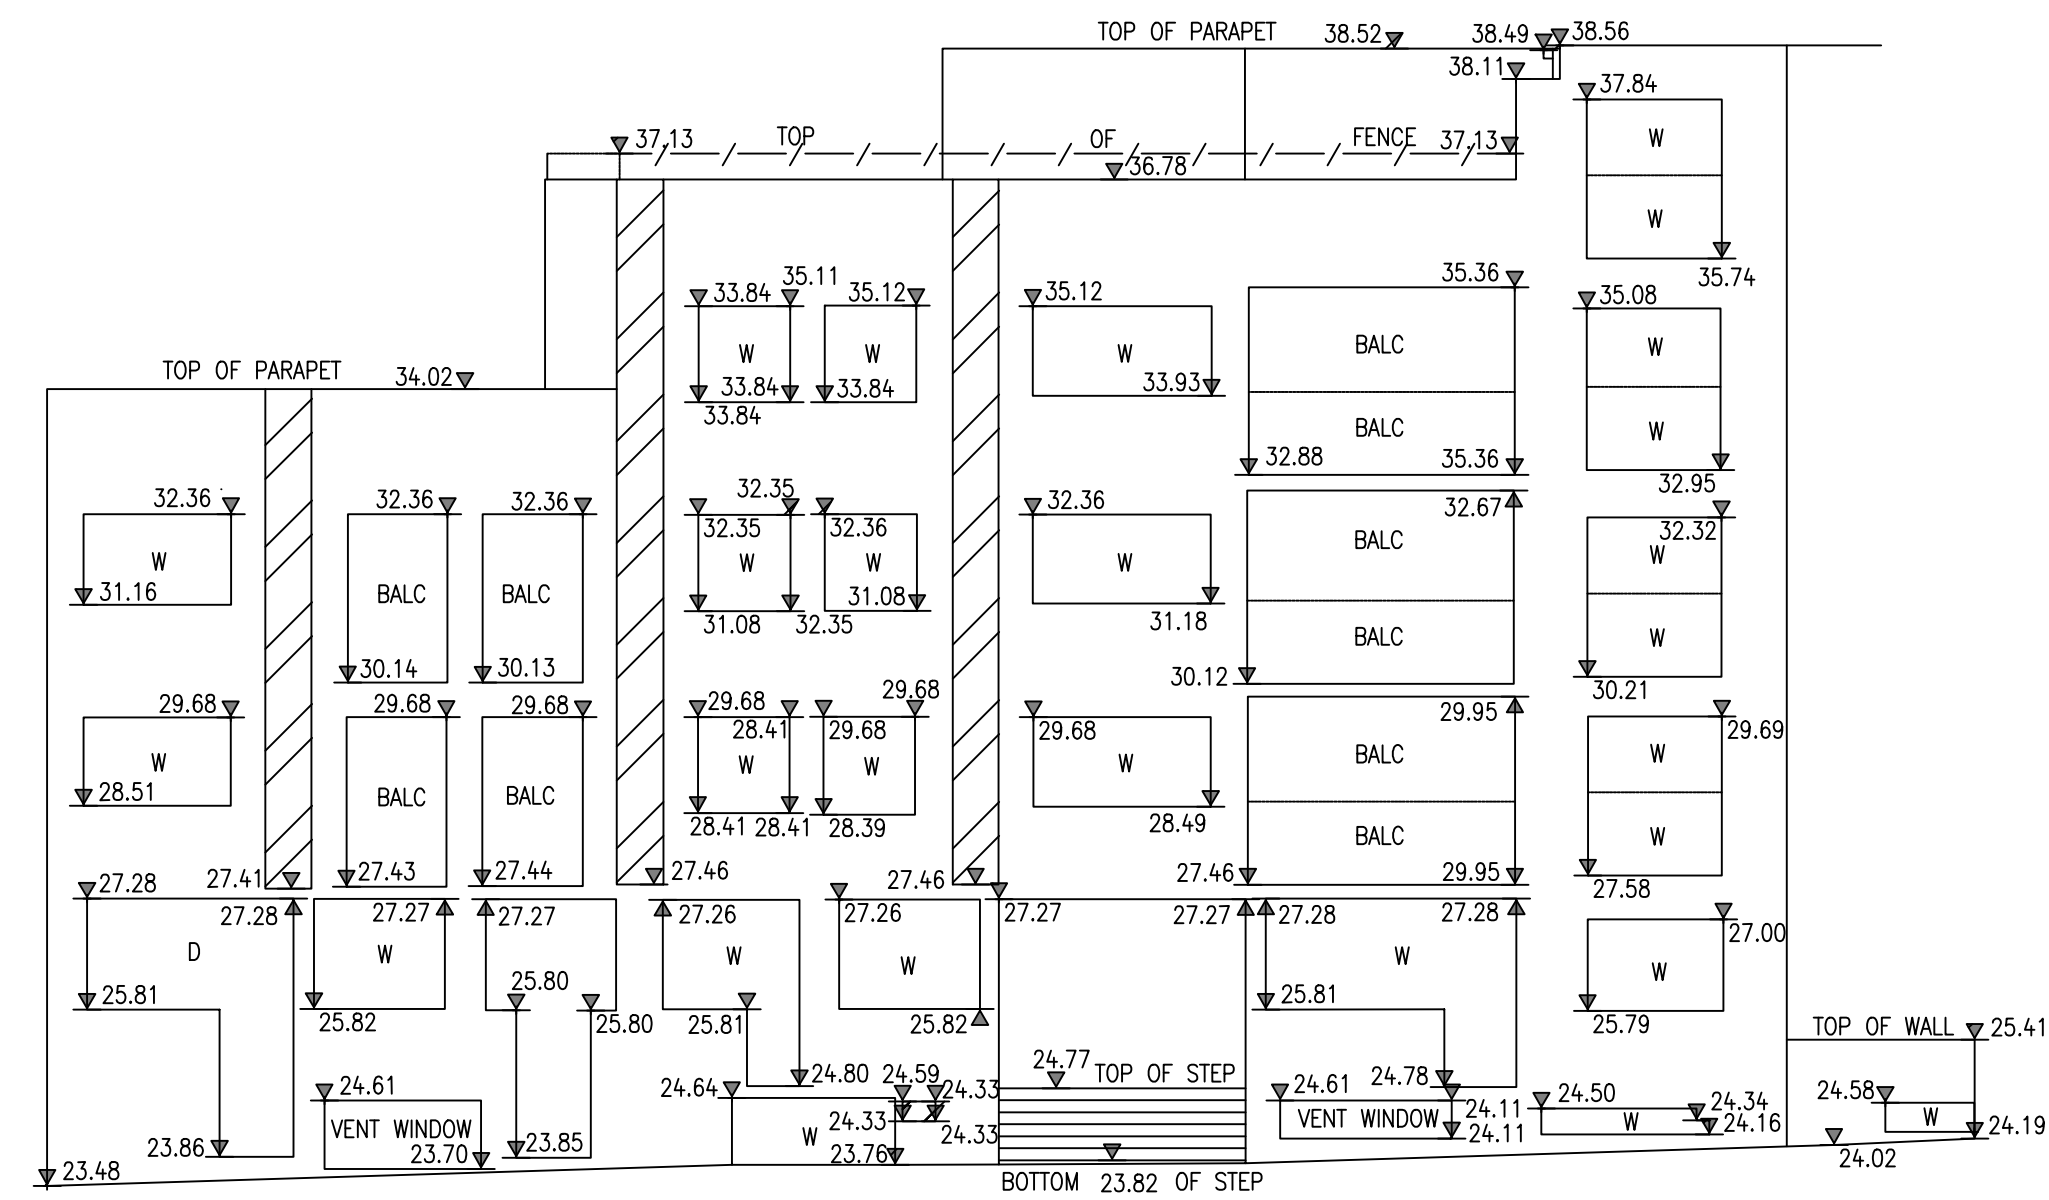 TOP OF PARAPET 38.52 38.49 38.56
38.11
37.84
37.13 TOP OF FENCE 37.13
W
36.78
W
35.74
33.84 35.11 35.12 35.12 35.36 35.08
W W W BALC W
TOP OF PARAPET 34.02
33.84 33.84 33.93
33.84
BALC W
32.88 35.36
32.95
32.36 32.36 32.36 32.35 32.36 32.67
32.35 32.36 32.32
W W W W BALC W
31.16 BALC BALC 31.08
31.08 32.35 31.18
BALC W
30.14 30.13 30.12
30.21
29.68 29.68 29.68 29.68 29.68 29.95
28.41 29.68 29.68 29.69
W W W W BALC W
28.51 BALC BALC
28.41 28.41 28.39 28.49
BALC W
27.28 27.41 27.43 27.44 27.46 27.46 27.46 29.95
27.58
27.28 27.27 27.27 27.26 27.26 27.27 27.27 27.28 27.28
27.00
D W W W W W
25.81 25.80 25.81
25.82 25.80 25.81 25.82 25.79
TOP OF WALL 25.41
24.77
24.61 24.64 24.80 24.59 TOP OF STEP 24.61 24.78 24.50 24.58
24.33 24.11 24.34
VENT WINDOW 24.33 VENT WINDOW W 24.16 W
W 24.33 24.11 24.19
23.86 23.70 23.85 23.76
24.02
23.48
BOTTOM 23.82 OF STEP